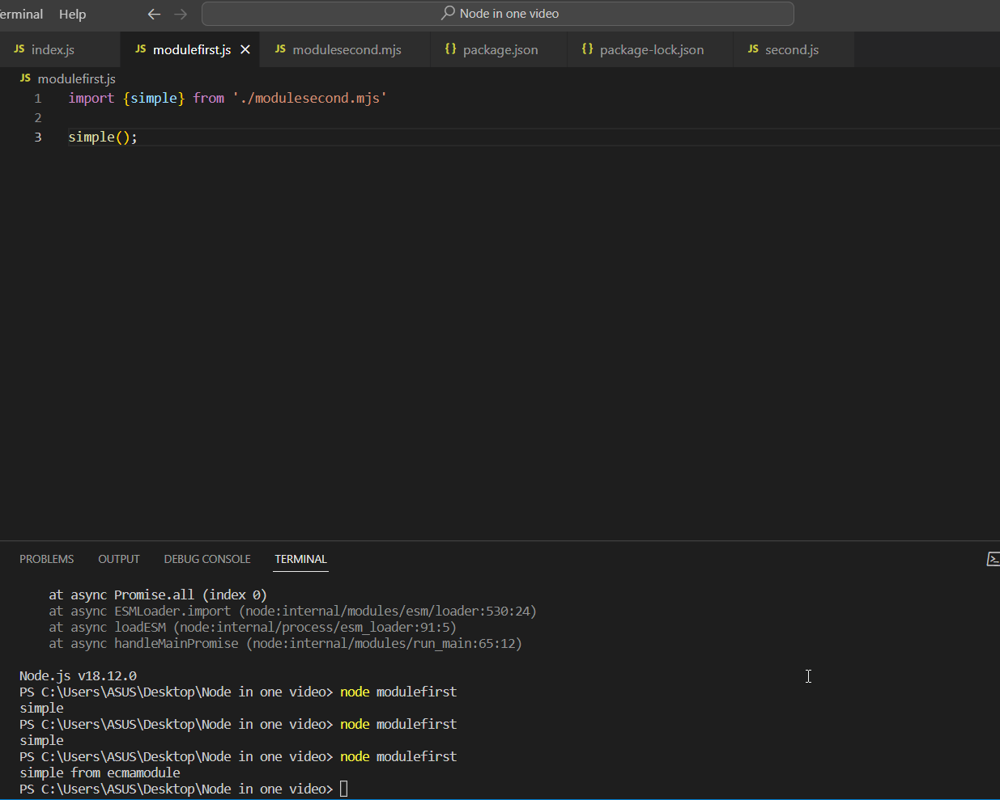 erminal Help Node in one video
JS index.js JS modulefirst.js JS modulesecond.mjs {} package.json {} package-lock.json JS second.js
JS modulefirst.js
1 import {simple} from './modulesecond.mjs'
2
3 simple();
PROBLEMS OUTPUT DEBUG CONSOLE TERMINAL
at async Promise.all (index 0)
at async ESMLoader.import (node:internal/modules/esm/loader:530:24)
at async loadESM (node:internal/process/esm_loader:91:5)
at async handleMainPromise (node:internal/modules/run_main:65:12)
Node.js v18.12.0
PS C:\Users\ASUS\Desktop\Node in one video> node modulefirst
simple
PS C:\Users\ASUS\Desktop\Node in one video> node modulefirst
simple
PS C:\Users\ASUS\Desktop\Node in one video> node modulefirst
simple from ecmamodule
PS C:\Users\ASUS\Desktop\Node in one video>